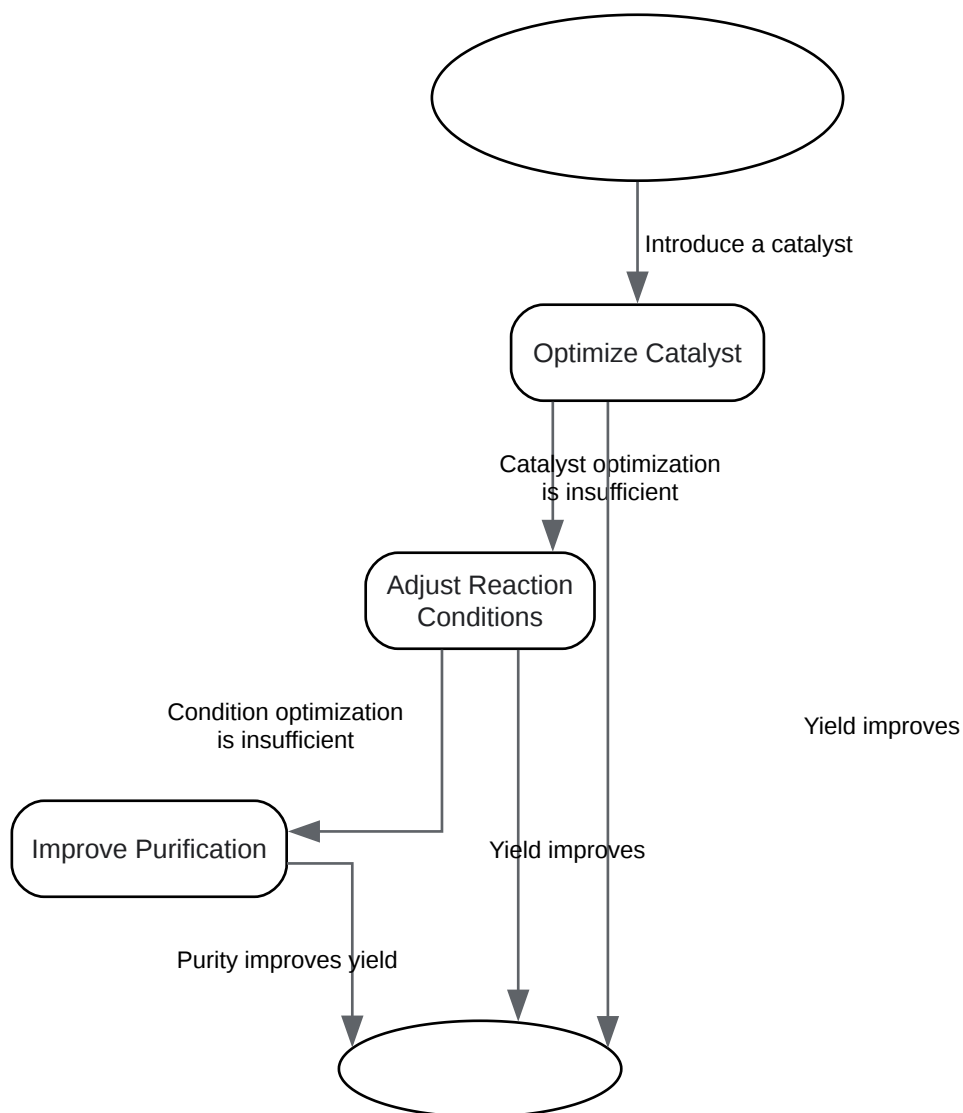 Introduce a catalyst
Optimize Catalyst
Catalyst optimization
is insufficient
Adjust Reaction
Conditions
Condition optimization
is insufficient
Yield improves
Improve Purification
Yield improves
Purity improves yield